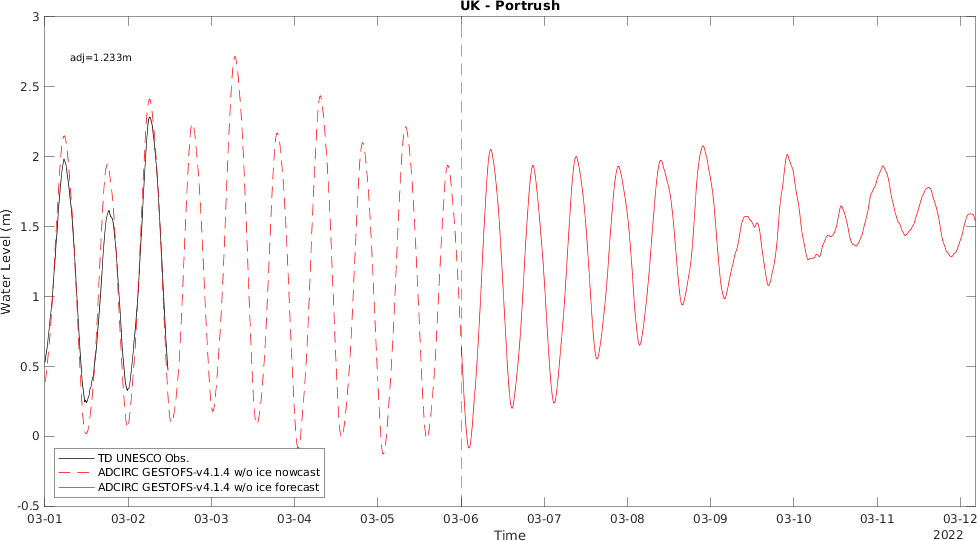 UK - Portrush
adj=1.233m
Water Level (m)
3
2.5
2
1.5
1
0.5
0
-0.5
TD UNESCO Obs.
ADCIRC GESTOFS-v4.1.4 w/o ice nowcast
ADCIRC GESTOFS-v4.1.4 w/o ice forecast
03-01 03-02 03-03 03-04 03-05 03-06 03-07 03-08 03-09 03-10 03-11 03-12
Time
2022